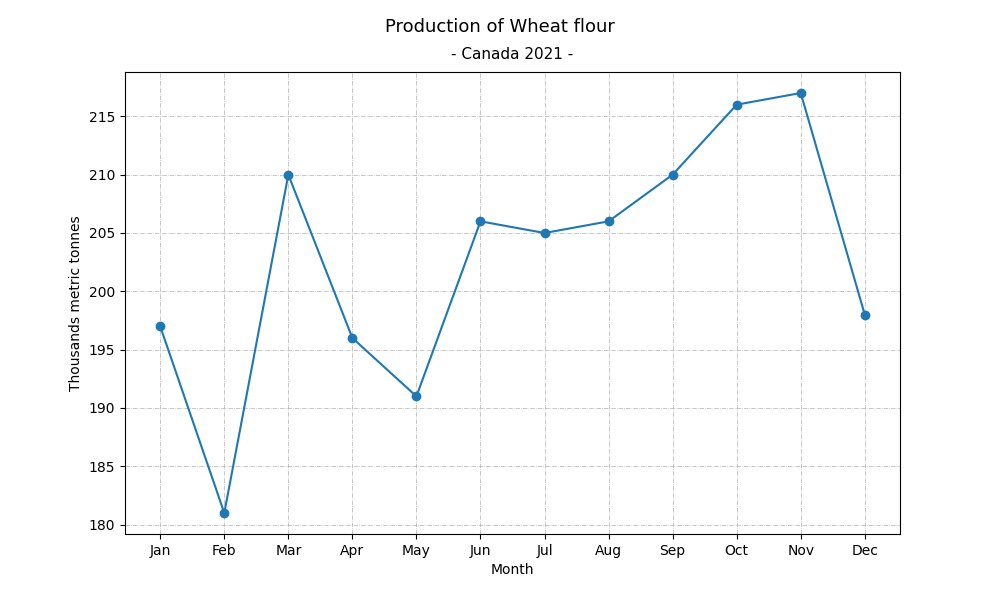 Production of Wheat flour
- Canada 2021 -
Thousands metric tonnes
215
210
205
200
195
190
185
180
Jan Feb Mar Apr May Jun Jul Aug Sep Oct Nov Dec
Month